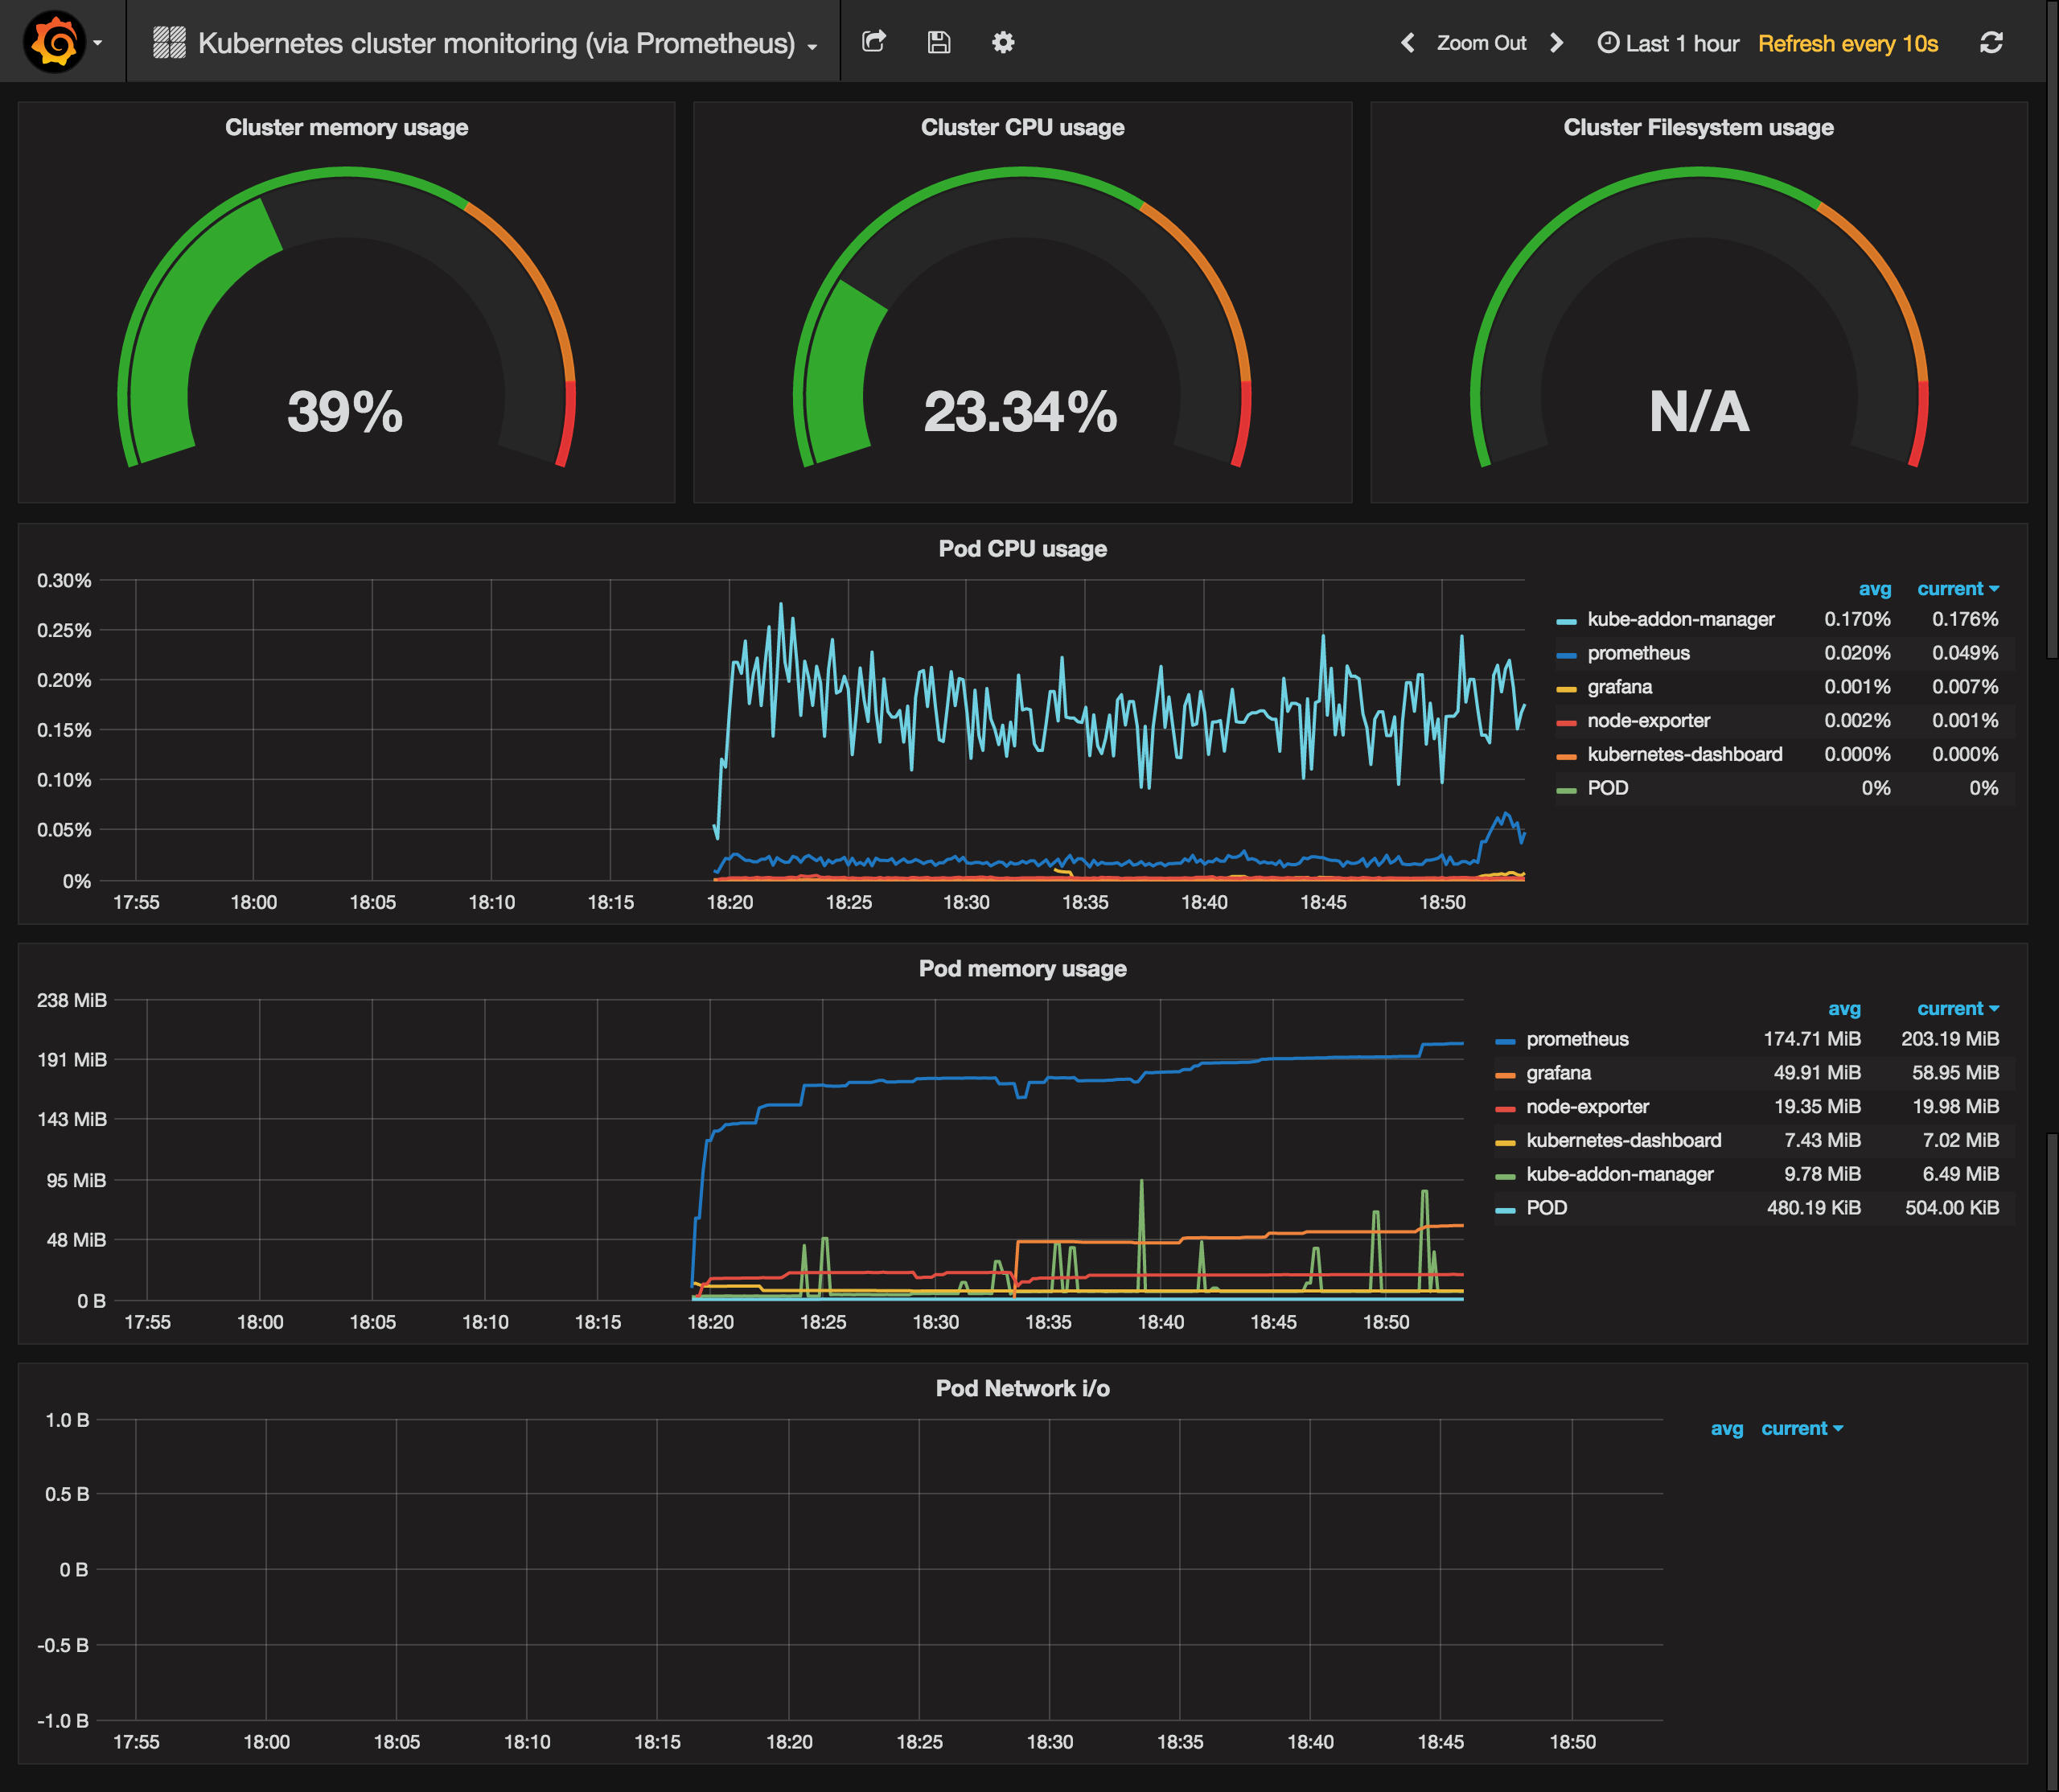 Kubernetes cluster monitoring (via Prometheus)
Zoom Out
Last 1 hour Refresh every 10s
Cluster memory usage
39%
Cluster CPU usage
23.34%
Cluster Filesystem usage
N/A
Pod CPU usage
0.30%
0.25%
0.20%
0.15%
0.10%
0.05%
0%
17:55 18:00 18:05 18:10 18:15 18:20 18:25 18:30 18:35 18:40 18:45 18:50
avg current
kube-addon-manager 0.170% 0.176%
prometheus 0.020% 0.049%
grafana 0.001% 0.007%
node-exporter 0.002% 0.001%
kubernetes-dashboard 0.000% 0.000%
POD 0% 0%
Pod memory usage
238 MiB
191 MiB
143 MiB
95 MiB
48 MiB
0 B
17:55 18:00 18:05 18:10 18:15 18:20 18:25 18:30 18:35 18:40 18:45 18:50
avg current
prometheus 174.71 MiB 203.19 MiB
grafana 49.91 MiB 58.95 MiB
node-exporter 19.35 MiB 19.98 MiB
kubernetes-dashboard 7.43 MiB 7.02 MiB
kube-addon-manager 9.78 MiB 6.49 MiB
POD 480.19 KiB 504.00 KiB
Pod Network i/o
1.0 B
0.5 B
0 B
-0.5 B
-1.0 B
17:55 18:00 18:05 18:10 18:15 18:20 18:25 18:30 18:35 18:40 18:45 18:50
avg current